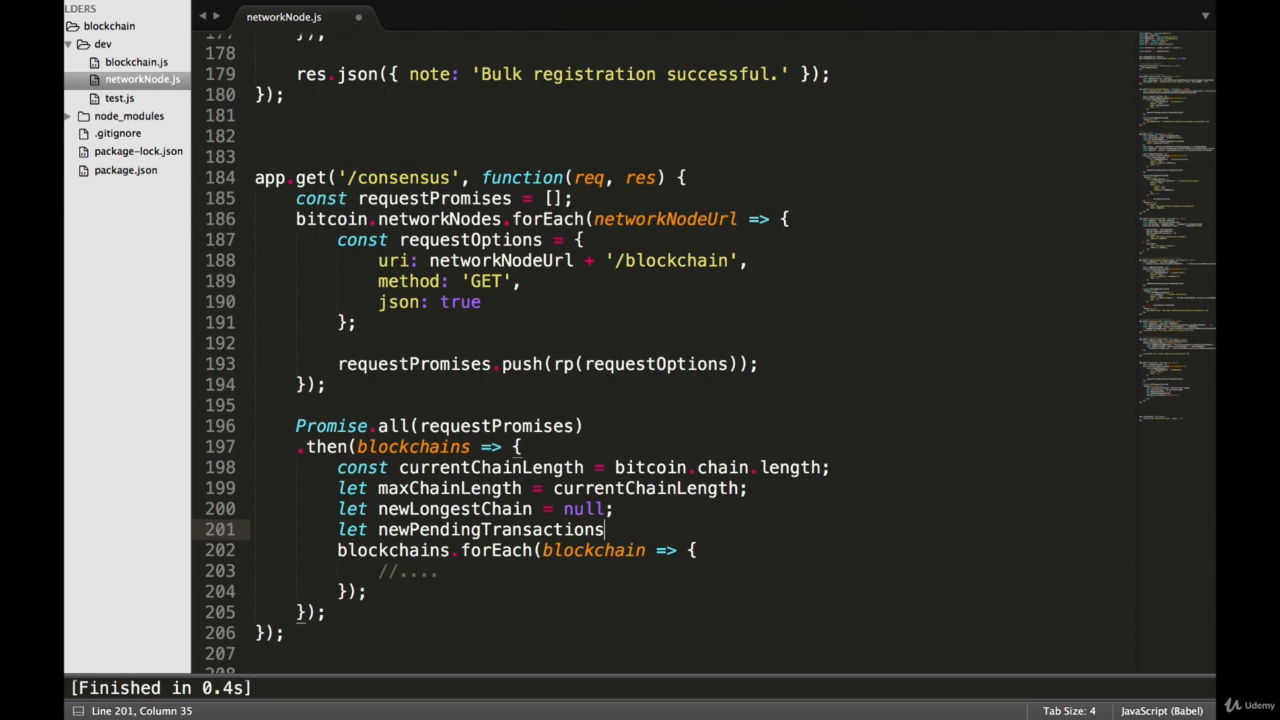 LDERS
blockchain
dev
blockchain.js
networkNode.js
test.js
node_modules
.gitignore
package-lock.json
package.json
networkNode.js
177 });
178
179 res.json({ note: 'Bulk registration successful.' });
180 });
181
182
183
184 app.get('/consensus' function(req, res) {
185 const requestPromises = [];
186 bitcoin.networkNodes.forEach(networkNodeUrl => {
187 const requestOptions = {
188 uri: networkNodeUrl + '/blockchain',
189 method: 'GET',
190 json: true
191 };
192
193 requestPromises.push(rp(requestOptions));
194 });
195
196 Promise.all(requestPromises)
197 .then(blockchains => {
198 const currentChainLength = bitcoin.chain.length;
199 let maxChainLength = currentChainLength;
200 let newLongestChain = null;
201 let newPendingTransactions
202 blockchains.forEach(blockchain => {
203 //....
204 });
205 });
206 });
207
208
[Finished in 0.4s]
Line 201, Column 35
Tab Size: 4
JavaScript (Babel)
Udemy